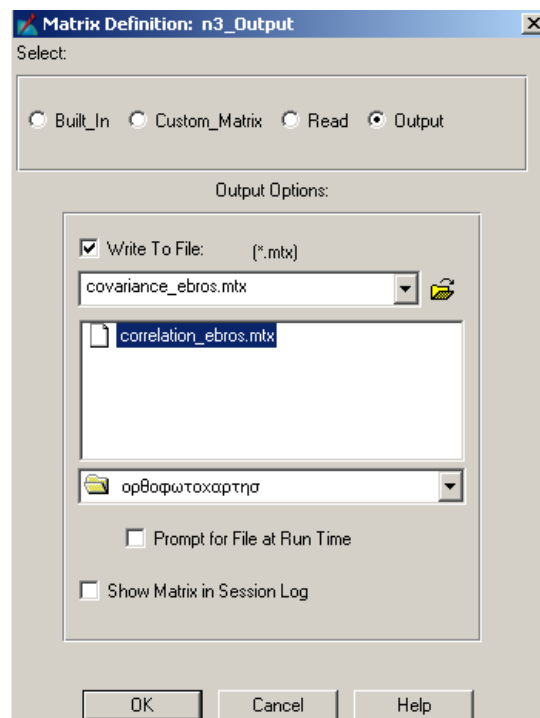 Matrix Definition: n3_Output
Select:
Built_In Custom_Matrix Read Output
Output Options:
Write To File: (*.mtx)
covariance_ebros.mtx
correlation_ebros.mtx
ορθοφωτοχαρτησ
Prompt for File at Run Time
Show Matrix in Session Log
OK Cancel Help